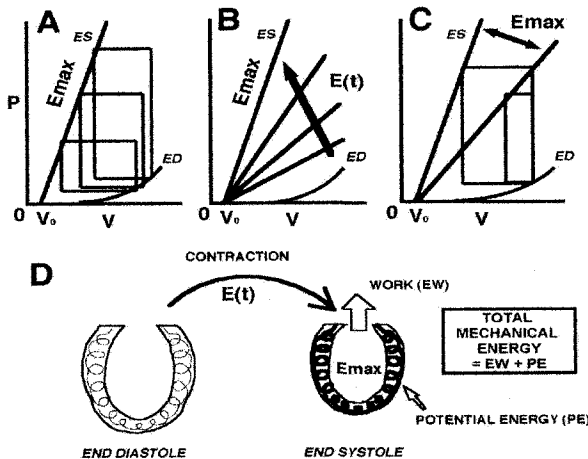 A
ES
Emax
P
ED
0
V₀
V
B
ES
Emax
E(t)
ED
0
V₀
V
C
ES
Emax
ED
0
V₀
V
D
CONTRACTION
E(t)
WORK (EW)
Emax
TOTAL
MECHANICAL
ENERGY
= EW + PE
POTENTIAL ENERGY (PE)
END DIASTOLE
END SYSTOLE